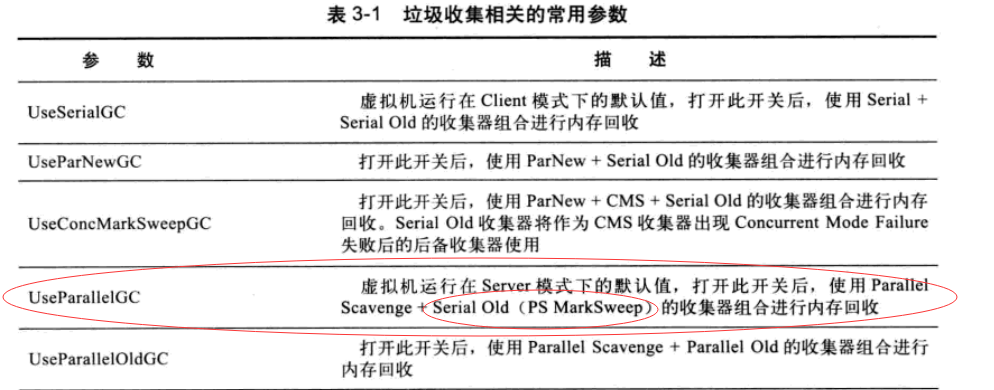 表 3-1 垃圾收集相关的常用参数
参 数
描 述
UseSerialGC
虚拟机运行在 Client 模式下的默认值，打开此开关后，使用 Serial +
Serial Old 的收集器组合进行内存回收
UseParNewGC
打开此开关后，使用 ParNew + Serial Old 的收集器组合进行内存回收
UseConcMarkSweepGC
打开此开关后，使用 ParNew + CMS + Serial Old 的收集器组合进行内存
回收。Serial Old 收集器将作为 CMS 收集器出现 Concurrent Mode Failure
失败后的后备收集器使用
UseParallelGC
虚拟机运行在 Server 模式下的默认值，打开此开关后，使用 Parallel
Scavenge + Serial Old（PS MarkSweep）的收集器组合进行内存回收
UseParallelOldGC
打开此开关后，使用 Parallel Scavenge + Parallel Old 的收集器组合进行
内存回收